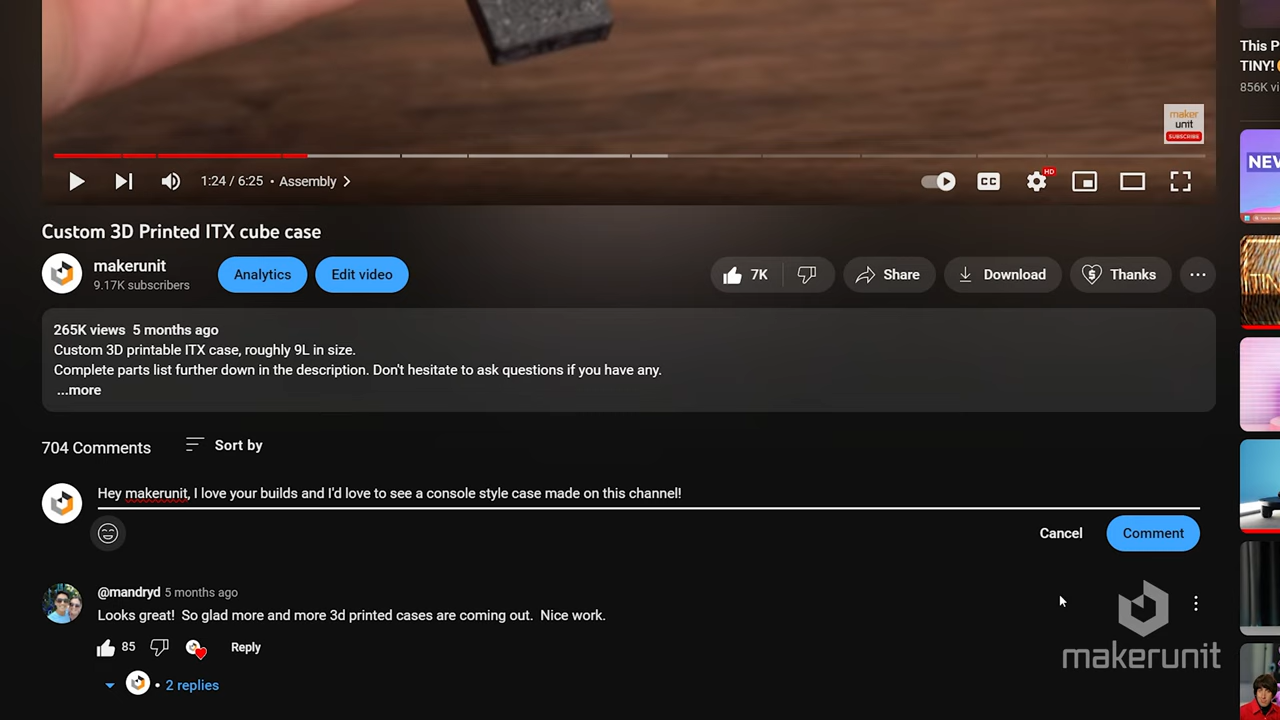 This P
TINY!
856K vi
maker
unit
SUBSCRIBE
NEW
1:24 / 6:25 • Assembly
CC
HD
Custom 3D Printed ITX cube case
makerunit
9.17K subscribers
Analytics
Edit video
7K
Share
Download
Thanks
265K views 5 months ago
Custom 3D printable ITX case, roughly 9L in size.
Complete parts list further down in the description. Don't hesitate to ask questions if you have any.
...more
704 Comments
Sort by
Hey makerunit, I love your builds and I'd love to see a console style case made on this channel!
Cancel
Comment
@mandryd 5 months ago
Looks great! So glad more and more 3d printed cases are coming out. Nice work.
85
Reply
• 2 replies
makerunit